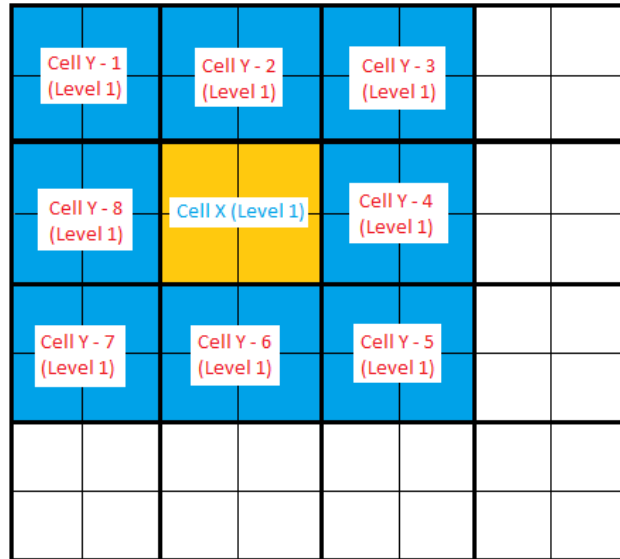 Cell Y - 1
(Level 1)
Cell Y - 2
(Level 1)
Cell Y - 3
(Level 1)
Cell Y - 8
(Level 1)
Cell X (Level 1)
Cell Y - 4
(Level 1)
Cell Y - 7
(Level 1)
Cell Y - 6
(Level 1)
Cell Y - 5
(Level 1)